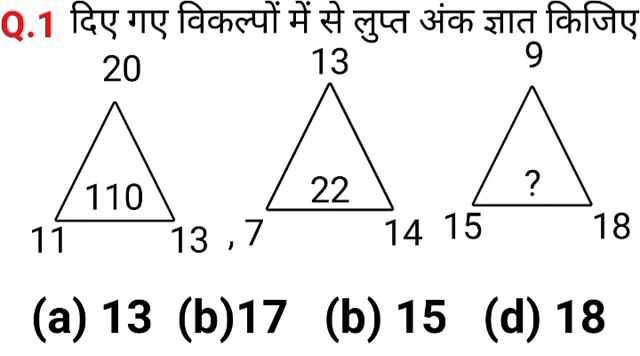 Q.1 दिए गए विकल्पों में से लुप्त अंक ज्ञात किजिए
20 13 9
110 22 ?
11 13 , 7 14 15 18
(a) 13 (b)17 (b) 15 (d) 18